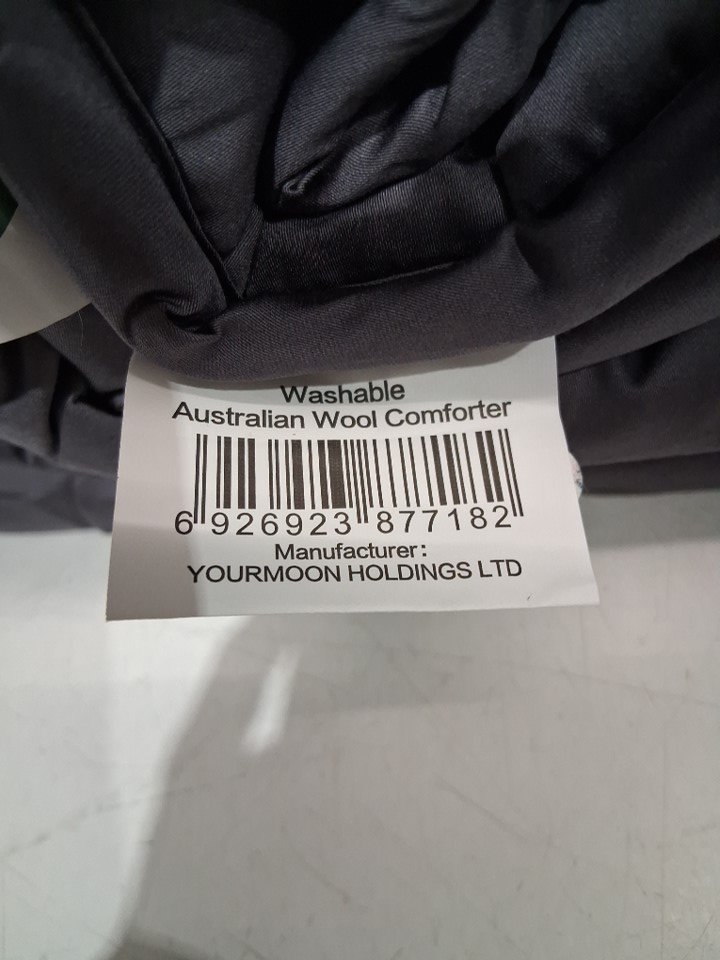 Washable
Australian Wool Comforter
6 926923 877182
Manufacturer:
YOURMOON HOLDINGS LTD